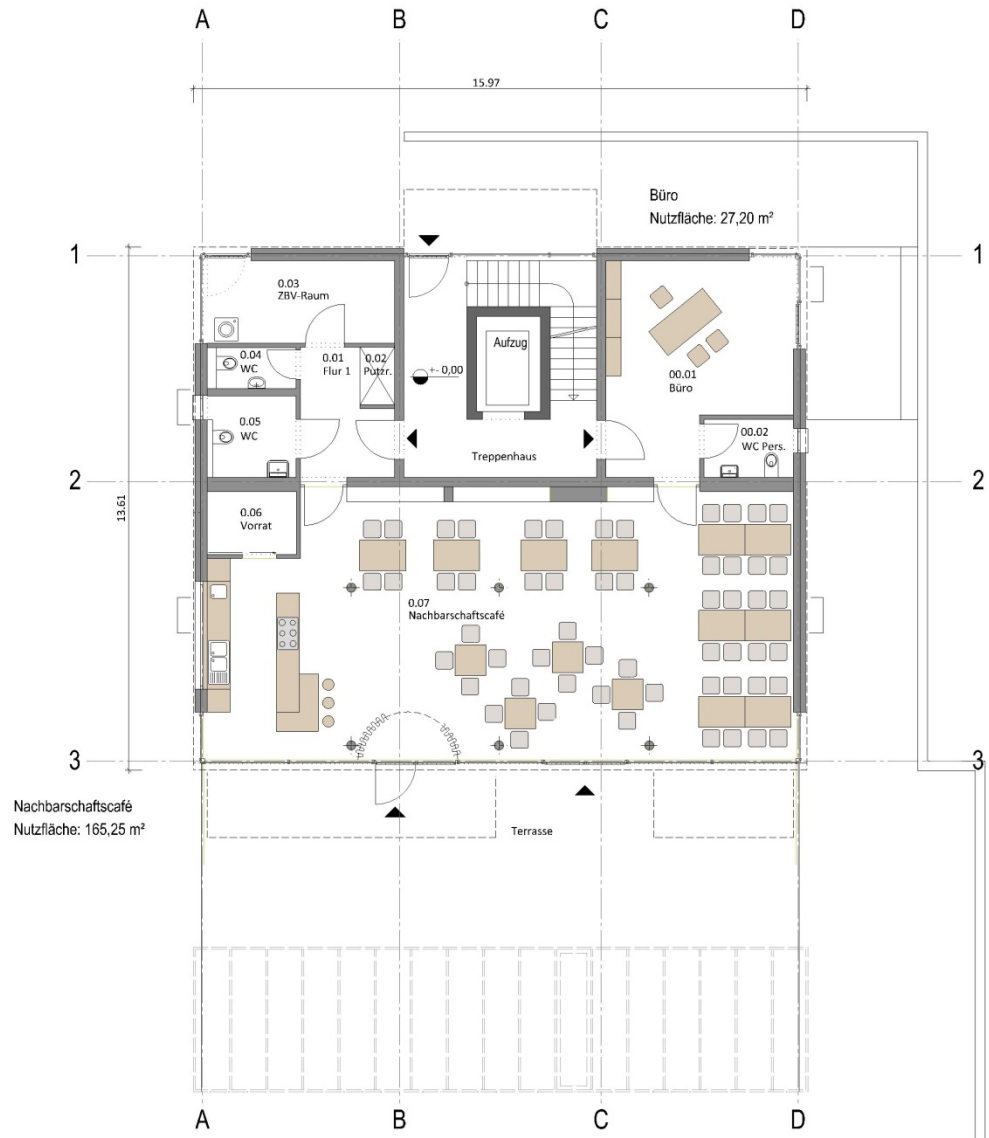 A
B
C
D
15.97
Büro
Nutzfläche: 27,20 m²
1
1
0.03
ZBV-Raum
Aufzug
0.04
WC
0.01
Flur 1
0.02
Putzr.
+- 0,00
00.01
Büro
0.05
WC
00.02
WC Pers.
Treppenhaus
2
2
13.61
0.06
Vorrat
0.07
Nachbarschaftscafé
3
3
Nachbarschaftscafé
Nutzfläche: 165,25 m²
Terrasse
A
B
C
D